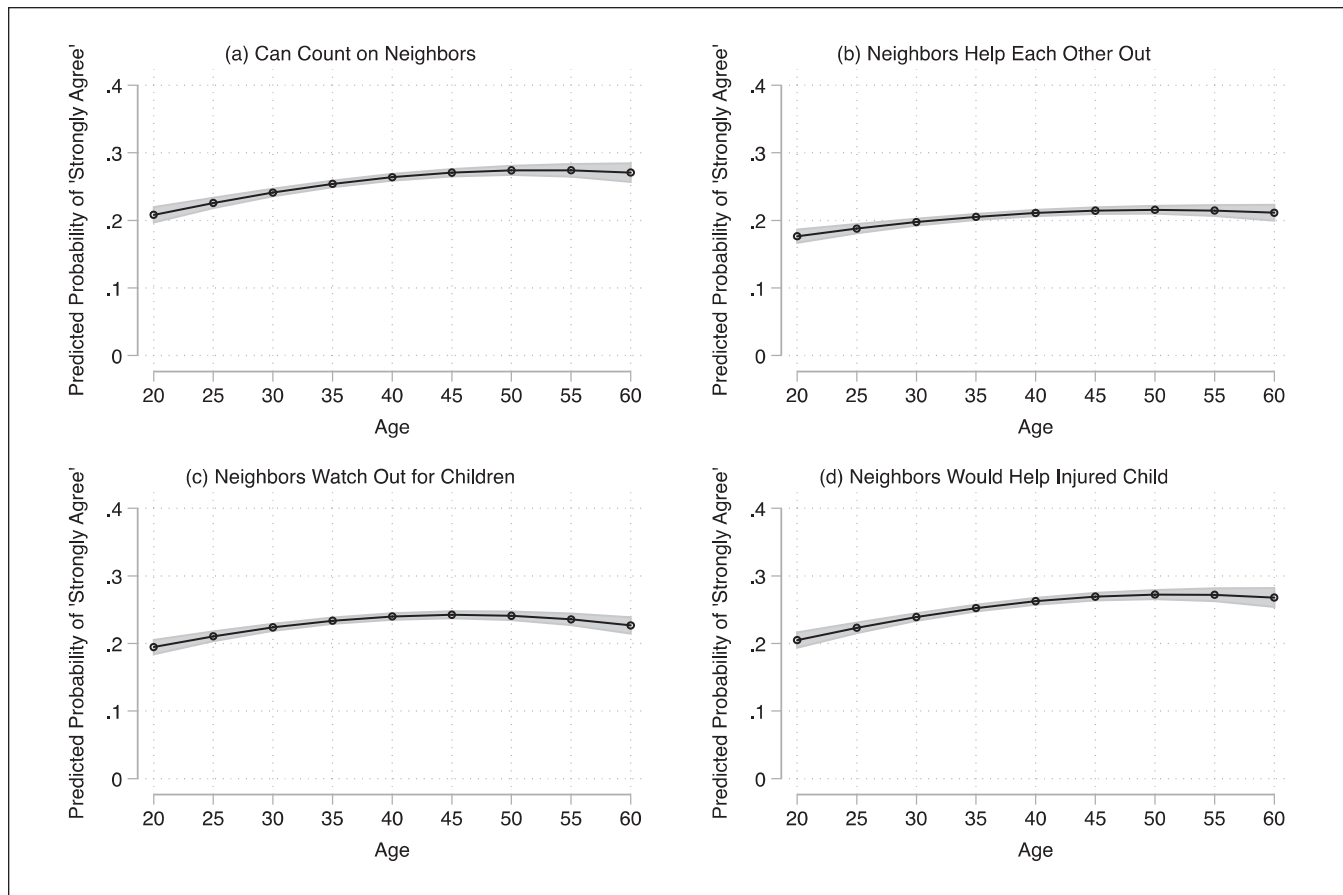 (a) Can Count on Neighbors
Predicted Probability of 'Strongly Agree'
.4
.3
.2
.1
0
20 25 30 35 40 45 50 55 60
Age
(b) Neighbors Help Each Other Out
Predicted Probability of 'Strongly Agree'
.4
.3
.2
.1
0
20 25 30 35 40 45 50 55 60
Age
(c) Neighbors Watch Out for Children
Predicted Probability of 'Strongly Agree'
.4
.3
.2
.1
0
20 25 30 35 40 45 50 55 60
Age
(d) Neighbors Would Help Injured Child
Predicted Probability of 'Strongly Agree'
.4
.3
.2
.1
0
20 25 30 35 40 45 50 55 60
Age